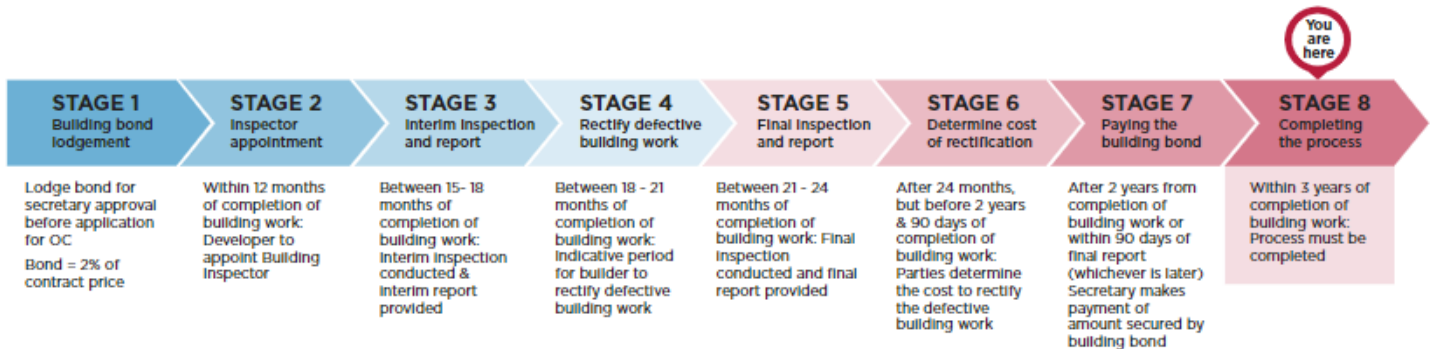 You
are
here
STAGE 1
Building bond
lodgement
STAGE 2
Inspector
appointment
STAGE 3
Interim inspection
and report
STAGE 4
Rectify defective
building work
STAGE 5
Final inspection
and report
STAGE 6
Determine cost
of rectification
STAGE 7
Paying the
building bond
STAGE 8
Completing
the process
Lodge bond for
secretary approval
before application
for OC
Bond = 2% of
contract price
Within 12 months
of completion of
building work:
Developer to
appoint Building
Inspector
Between 15- 18
months of
completion of
building work:
Interim inspection
conducted &
interim report
provided
Between 18 - 21
months of
completion of
building work:
Indicative period
for builder to
rectify defective
building work
Between 21 - 24
months of
completion of
building work: Final
inspection
conducted and final
report provided
After 24 months,
but before 2 years
& 90 days of
completion of
building work:
Parties determine
the cost to rectify
the defective
building work
After 2 years from
completion of
building work or
within 90 days of
final report
(whichever is later)
Secretary makes
payment of
amount secured by
building bond
Within 3 years of
completion of
building work:
Process must be
completed